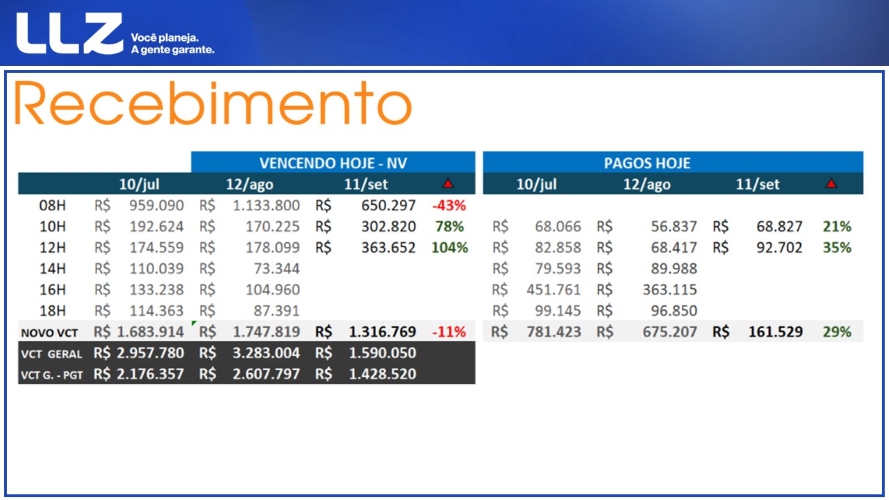 LLZ
Você planeja.
A gente garante.
Recebimento
VENCENDO HOJE - NV PAGOS HOJE
10/jul 12/ago 11/set 10/jul 12/ago 11/set
08H R$ 959.090 R$ 1.133.800 R$ 650.297 -43%
10H R$ 192.624 R$ 170.225 R$ 302.820 78% R$ 68.066 R$ 56.837 R$ 68.827 21%
12H R$ 174.559 R$ 178.099 R$ 363.652 104% R$ 82.858 R$ 68.417 R$ 92.702 35%
14H R$ 110.039 R$ 73.344 R$ 79.593 R$ 89.988
16H R$ 133.238 R$ 104.960 R$ 451.761 R$ 363.115
18H R$ 114.363 R$ 87.391 R$ 99.145 R$ 96.850
NOVO VCT R$ 1.683.914 R$ 1.747.819 R$ 1.316.769 -11% R$ 781.423 R$ 675.207 R$ 161.529 29%
VCT GERAL R$ 2.957.780 R$ 3.283.004 R$ 1.590.050
VCT G. - PGT R$ 2.176.357 R$ 2.607.797 R$ 1.428.520